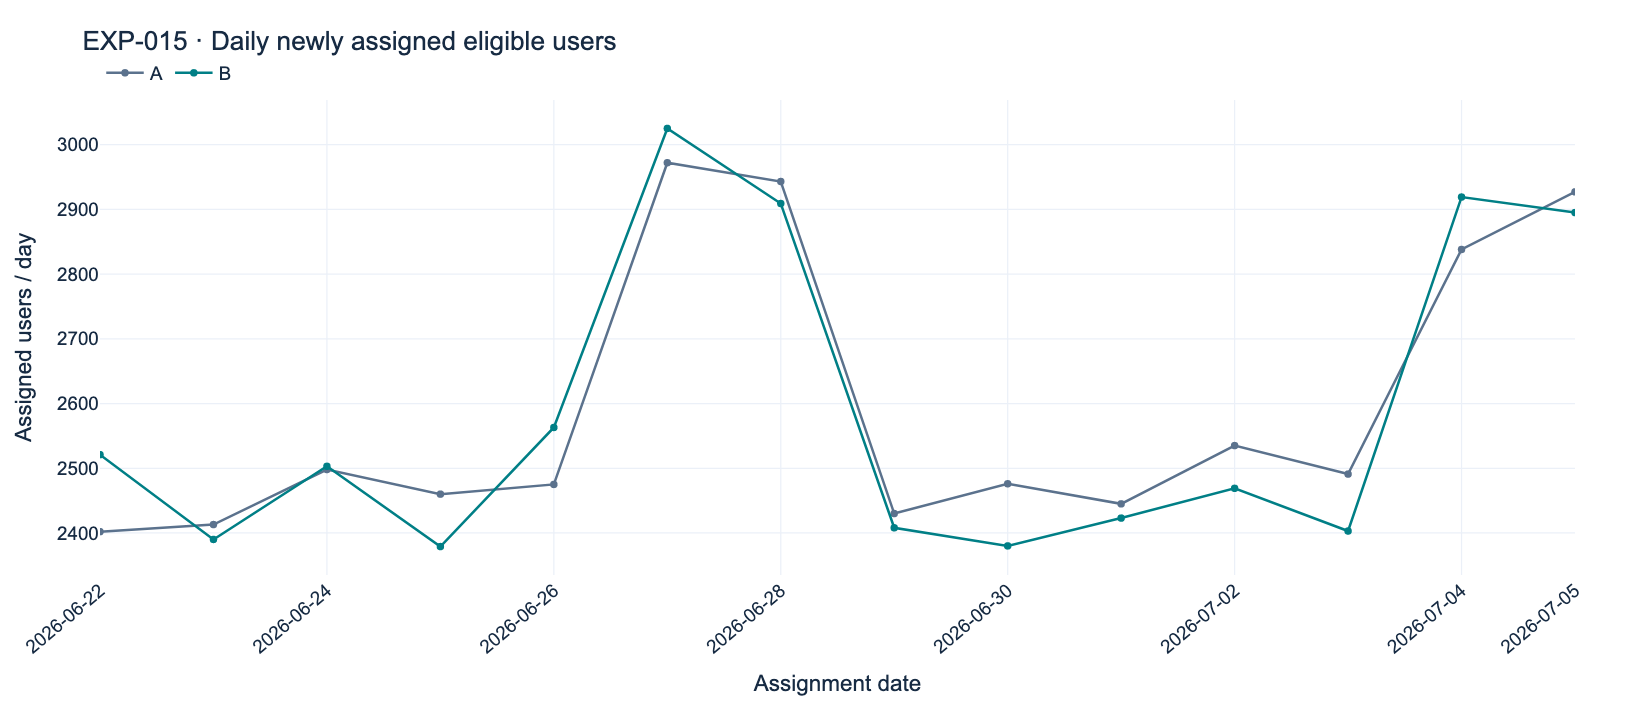 EXP-015 · Daily newly assigned eligible users
A B
3000
2900
2800
2700
2600
2500
2400
Assigned users / day
2026-06-22 2026-06-24 2026-06-26 2026-06-28 2026-06-30 2026-07-02 2026-07-04 2026-07-05
Assignment date